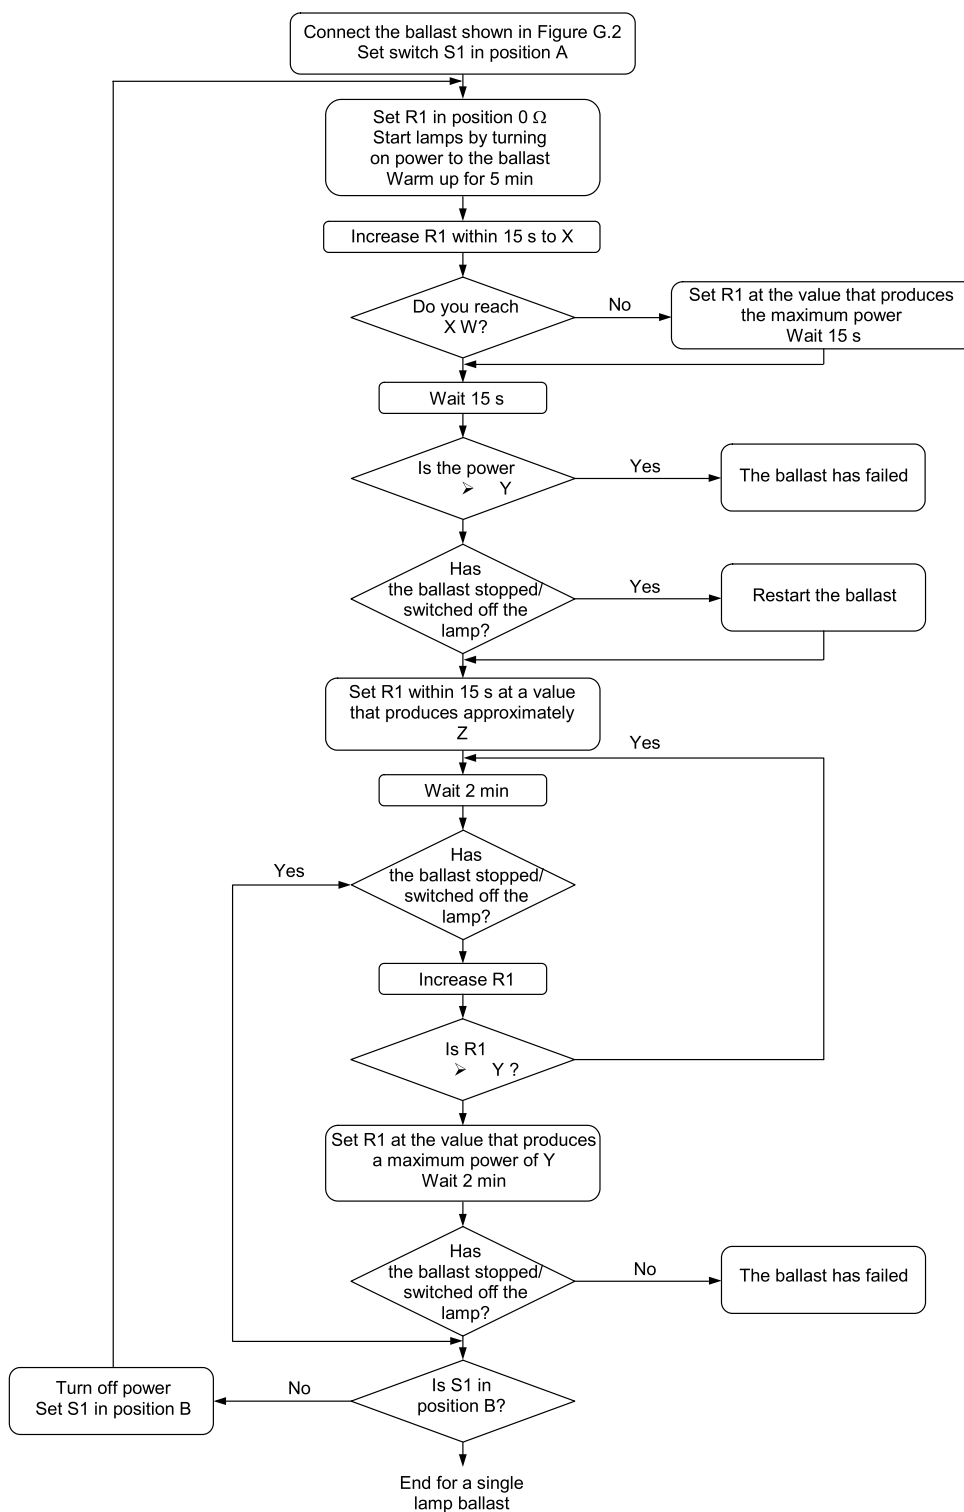 Connect the ballast shown in Figure G.2
Set switch S1 in position A
Set R1 in position 0 Ω
Start lamps by turning
on power to the ballast
Warm up for 5 min
Increase R1 within 15 s to X
Do you reach
X W?
No
Set R1 at the value that produces
the maximum power
Wait 15 s
Wait 15 s
Is the power
➢ Y
Yes
The ballast has failed
Has
the ballast stopped/
switched off the
lamp?
Yes
Restart the ballast
Set R1 within 15 s at a value
that produces approximately
Z
Yes
Wait 2 min
Yes
Has
the ballast stopped/
switched off the
lamp?
Increase R1
Is R1
➢ Y ?
Set R1 at the value that produces
a maximum power of Y
Wait 2 min
Has
the ballast stopped/
switched off the
lamp?
No
The ballast has failed
Is S1 in
position B?
No
Turn off power
Set S1 in position B
End for a single
lamp ballast